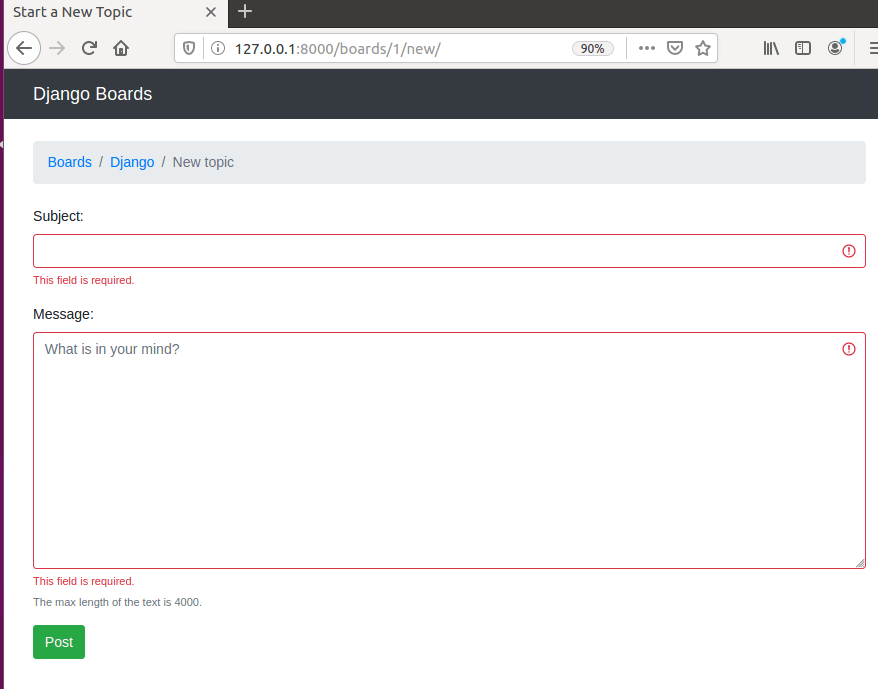 Start a New Topic
127.0.0.1:8000/boards/1/new/ 90%
Django Boards
Boards / Django / New topic
Subject:
This field is required.
Message:
What is in your mind?
This field is required.
The max length of the text is 4000.
Post